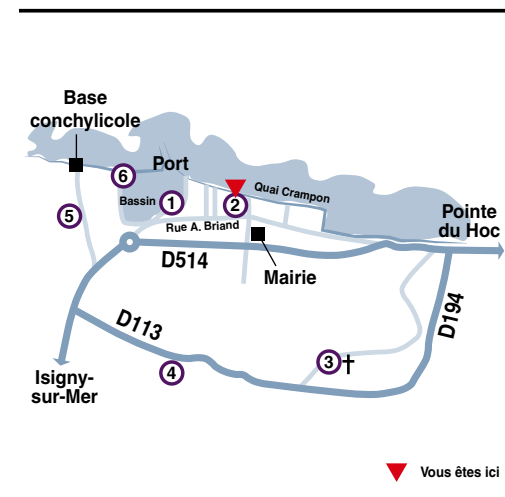 Base
conchylicole
Port
6
Quai Crampon
Bassin
1
2
5
Rue A. Briand
Pointe
du Hoc
D514
Mairie
D194
D113
3
4
Isigny-
sur-Mer
Vous êtes ici